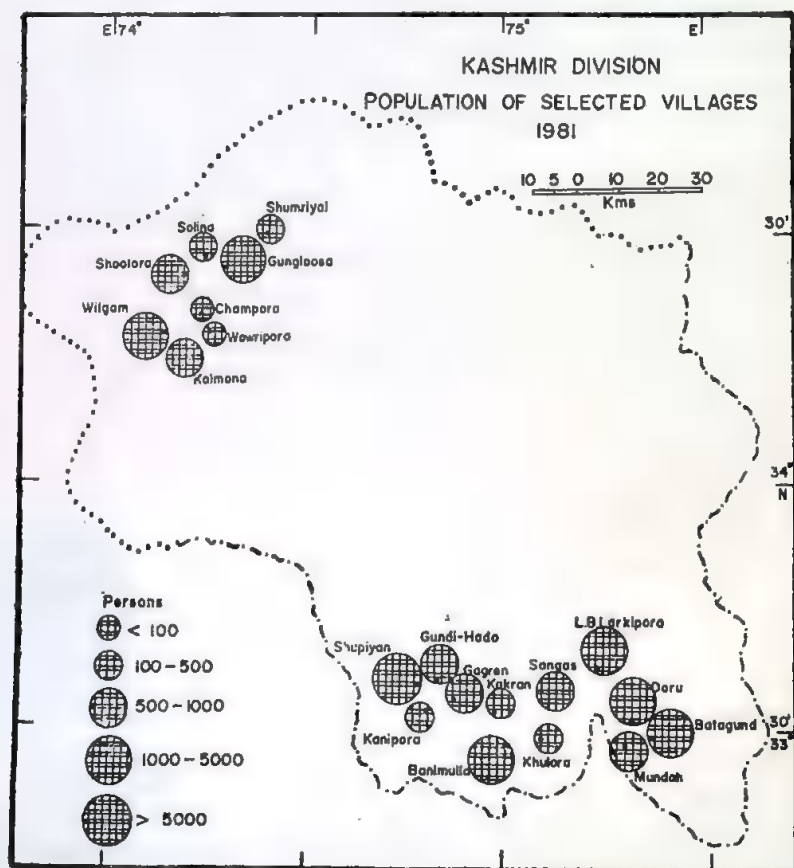 E 74° 75° E
KASHMIR DIVISION
POPULATION OF SELECTED VILLAGES
1981
10 5 0 10 20 30
Kms
Shumriyal
Solina
30'
Shoolora
Gungloosa
Wilgam
Champora
Wawripora
Kalmona
34°
N
Persons
< 100
100-500
500-1000
1000-5000
> 5000
L.B.Larkipora
Gundi-Hado
Shupiyan
Gagren
Sangas
Kakran
Doru
Batagund
Kanipora
30'
33°
Khulora
Banimulla
Mundah